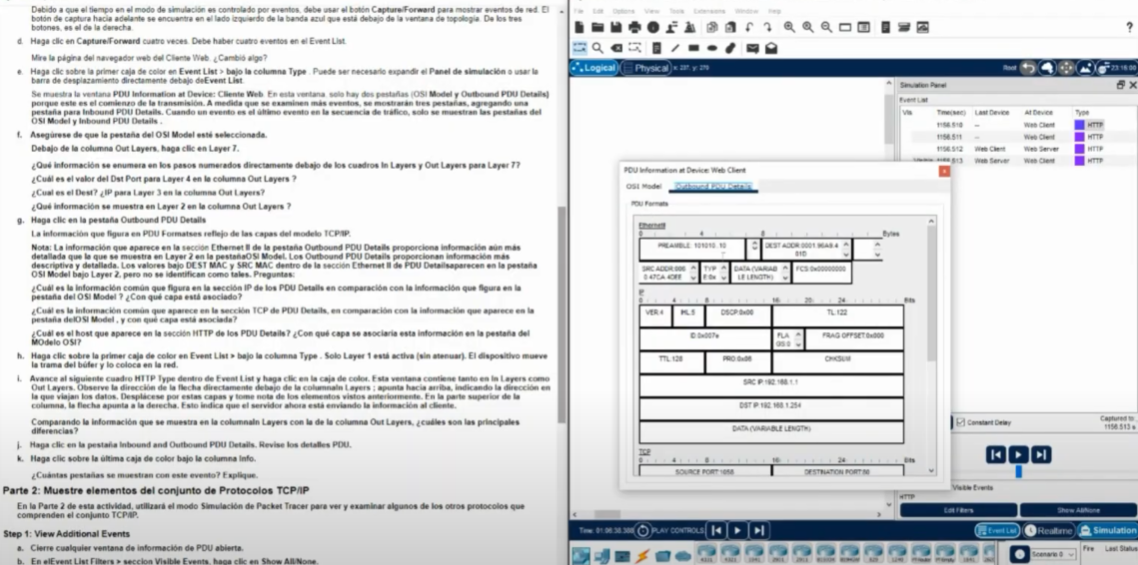 Debido a que el tiempo en el modo de simulación es controlado por eventos, debe usar el botón Capture/Forward para mostrar eventos de red. El
botón de captura hacia adelante se encuentra en el lado izquierdo de la banda azul que está debajo de la ventana de topología. De los tres
botones, es el de la derecha.
d. Haga clic en Capture/Forward cuatro veces. Debe haber cuatro eventos en el Event List.
Mire la página del navegador web del Cliente Web. ¿Cambió algo?
e. Haga clic sobre la primer caja de color en Event List > bajo la columna Type . Puede ser necesario expandir el Panel de simulación o usar la
barra de desplazamiento directamente debajo deEvent List.
Se muestra la ventana PDU Information at Device: Cliente Web. En esta ventana, solo hay dos pestañas (OSI Model y Outbound PDU Details)
porque este es el comienzo de la transmisión. A medida que se examinen más eventos, se mostrarán tres pestañas, agregando una
pestaña para Inbound PDU Details. Cuando un evento es el último evento en la secuencia de tráfico, solo se muestran las pestañas del
OSI Model y Inbound PDU Details .
f. Asegúrese de que la pestaña del OSI Model esté seleccionada.
Debajo de la columna Out Layers, haga clic en Layer 7.
¿Qué información se enumera en los pasos numerados directamente debajo de los cuadros In Layers y Out Layers para Layer 7?
¿Cuál es el valor del Dst Port para Layer 4 en la columna Out Layers ?
¿Cual es el Dest? ¿IP para Layer 3 en la columna Out Layers?
¿Qué información se muestra en Layer 2 en la columna Out Layers ?
g. Haga clic en la pestaña Outbound PDU Details
La información que figura en PDU Formatses reflejo de las capas del modelo TCP/IP.
Nota: La información que aparece en la sección Ethernet II de la pestaña Outbound PDU Details proporciona información aún más
detallada que la que se muestra en Layer 2 en la pestañaOSI Model. Los Outbound PDU Details proporcionan información más
descriptiva y detallada. Los valores bajo DEST MAC y SRC MAC dentro de la sección Ethernet II de PDU Detailsaparecen en la pestaña
OSI Model bajo Layer 2, pero no se identifican como tales. Preguntas:
¿Cuál es la información común que figura en la sección IP de los PDU Details en comparación con la información que figura en la
pestaña del OSI Model ? ¿Con qué capa está asociado?
¿Cuál es la información común que aparece en la sección TCP de PDU Details, en comparación con la información que aparece en la
pestaña delOSI Model , y con qué capa está asociada?
¿Cuál es el host que aparece en la sección HTTP de los PDU Details? ¿Con qué capa se asociaría esta información en la pestaña del
MOdelo OSI?
h. Haga clic sobre la primer caja de color en Event List > bajo la columna Type . Solo Layer 1 está activa (sin atenuar). El dispositivo mueve
la trama del búfer y lo coloca en la red.
i. Avance al siguiente cuadro HTTP Type dentro de Event List y haga clic en la caja de color. Esta ventana contiene tanto en In Layers como
Out Layers. Observe la dirección de la flecha directamente debajo de la columnaIn Layers ; apunta hacia arriba, indicando la dirección en
la que viajan los datos. Desplácese por estas capas y tome nota de los elementos vistos anteriormente. En la parte superior de la
columna, la flecha apunta a la derecha. Esto indica que el servidor ahora está enviando la información al cliente.
Comparando la información que se muestra en la columnaIn Layers con la de la columna Out Layers, ¿cuáles son las principales
diferencias?
j. Haga clic en la pestaña Inbound and Outbound PDU Details. Revise los detalles PDU.
k. Haga clic sobre la última caja de color bajo la columna Info.
¿Cuántas pestañas se muestran con este evento? Explique.
Parte 2: Muestre elementos del conjunto de Protocolos TCP/IP
En la Parte 2 de esta actividad, utilizará el modo Simulación de Packet Tracer para ver y examinar algunos de los otros protocolos que
comprenden el conjunto TCP/IP.
Step 1: View Additional Events
a. Cierre cualquier ventana de información de PDU abierta.
b. En elEvent List Filters > seccion Visible Events, haga clic en Show All/None.
File Edit Options View Tools Extensions Window Help
?
Logical Physical x: 237, y: 276 Root 23:16:00
Simulation Panel
Event List
Vis. Time(sec) Last Device At Device Type
1156.510 -- Web Client HTTP
1156.511 -- Web Client HTTP
1156.512 Web Client Web Server HTTP
1156.513 Web Server Web Client HTTP
PDU Information at Device: Web Client
OSI Model Outbound PDU Details
PDU Formats
EthernetII
0 4 8 Bytes
PREAMBLE: 101010..10 DEST ADDR:0001.96A8.4
01D
TYP DATA (VARIAB FCS:0x00000000
LE LENGTH)
IP
0 4 8 16 20 24 Bits
VER:4 IHL:5 DSCP:0x00 TL:122
ID:0x007e FLA FRAG OFFSET:0x000
TTL:128 PRO:0x06 CHKSUM
SRC IP:192.168.1.1
DST IP:192.168.1.254
DATA (VARIABLE LENGTH)
TCP
0 4 8 16 24 Bits
SOURCE PORT:1058 DESTINATION PORT:80
Constant Delay Captured to:
1156.513 s
Visible Events
HTTP
Edit Filters Show All/None
PLAY CONTROLS Event List Realtime Simulation
Scenario 0 Fire Last Status